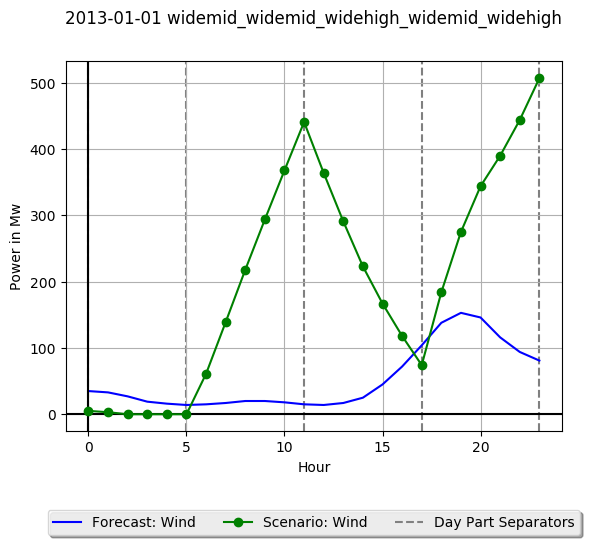 2013-01-01 widemid_widemid_widehigh_widemid_widehigh
500
400
300
200
100
0
Power in Mw
0 5 10 15 20
Hour
Forecast: Wind Scenario: Wind Day Part Separators